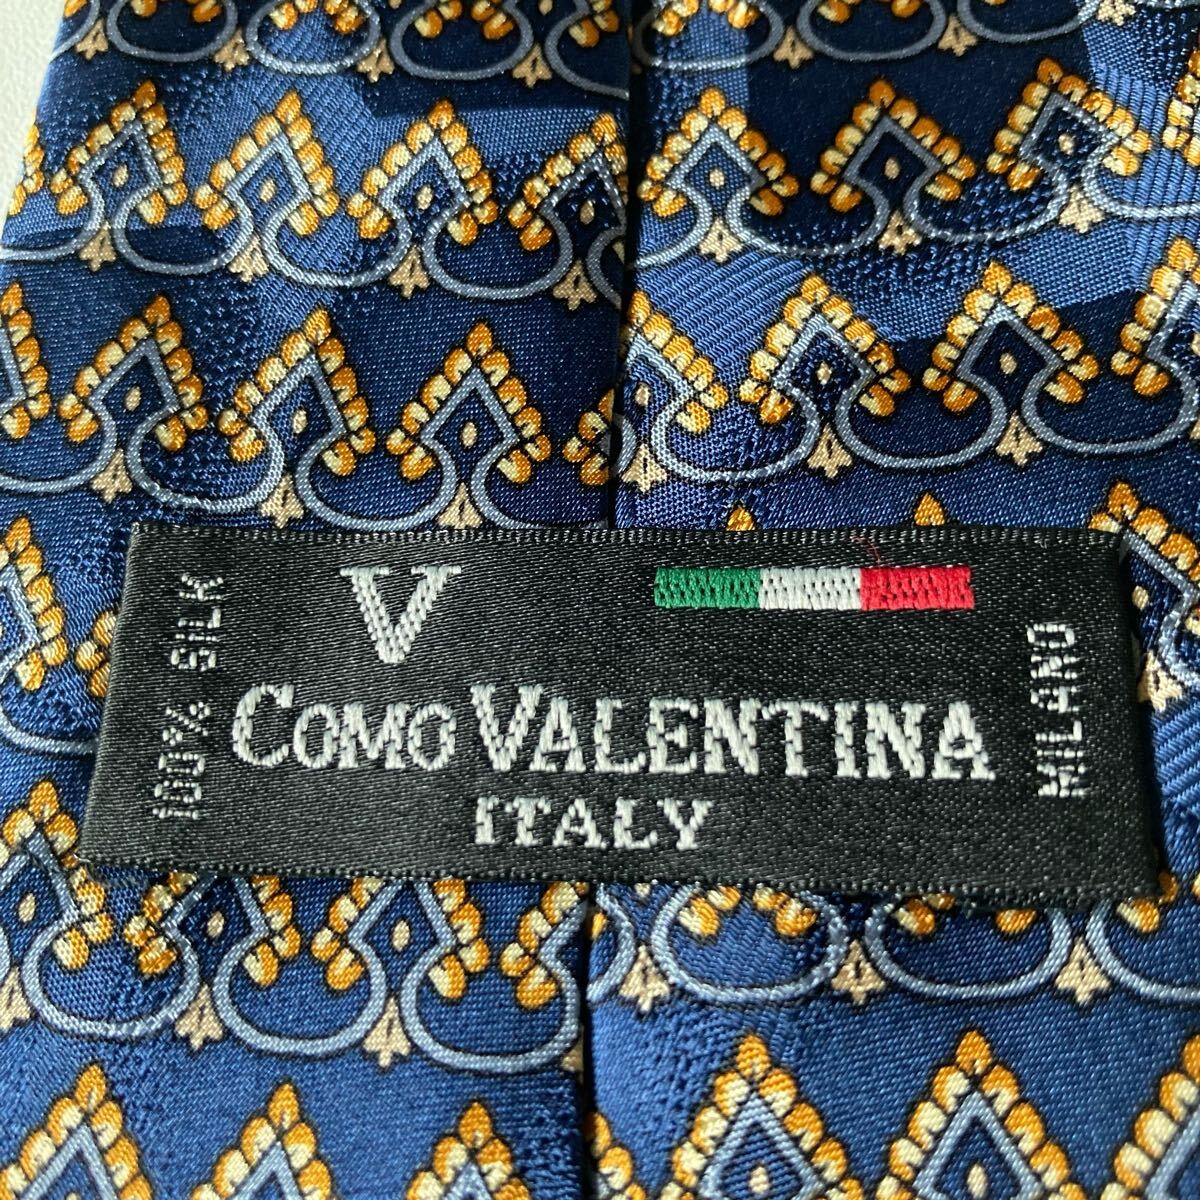 V
100% SILK
COMO VALENTINA
ITALY
MILANO